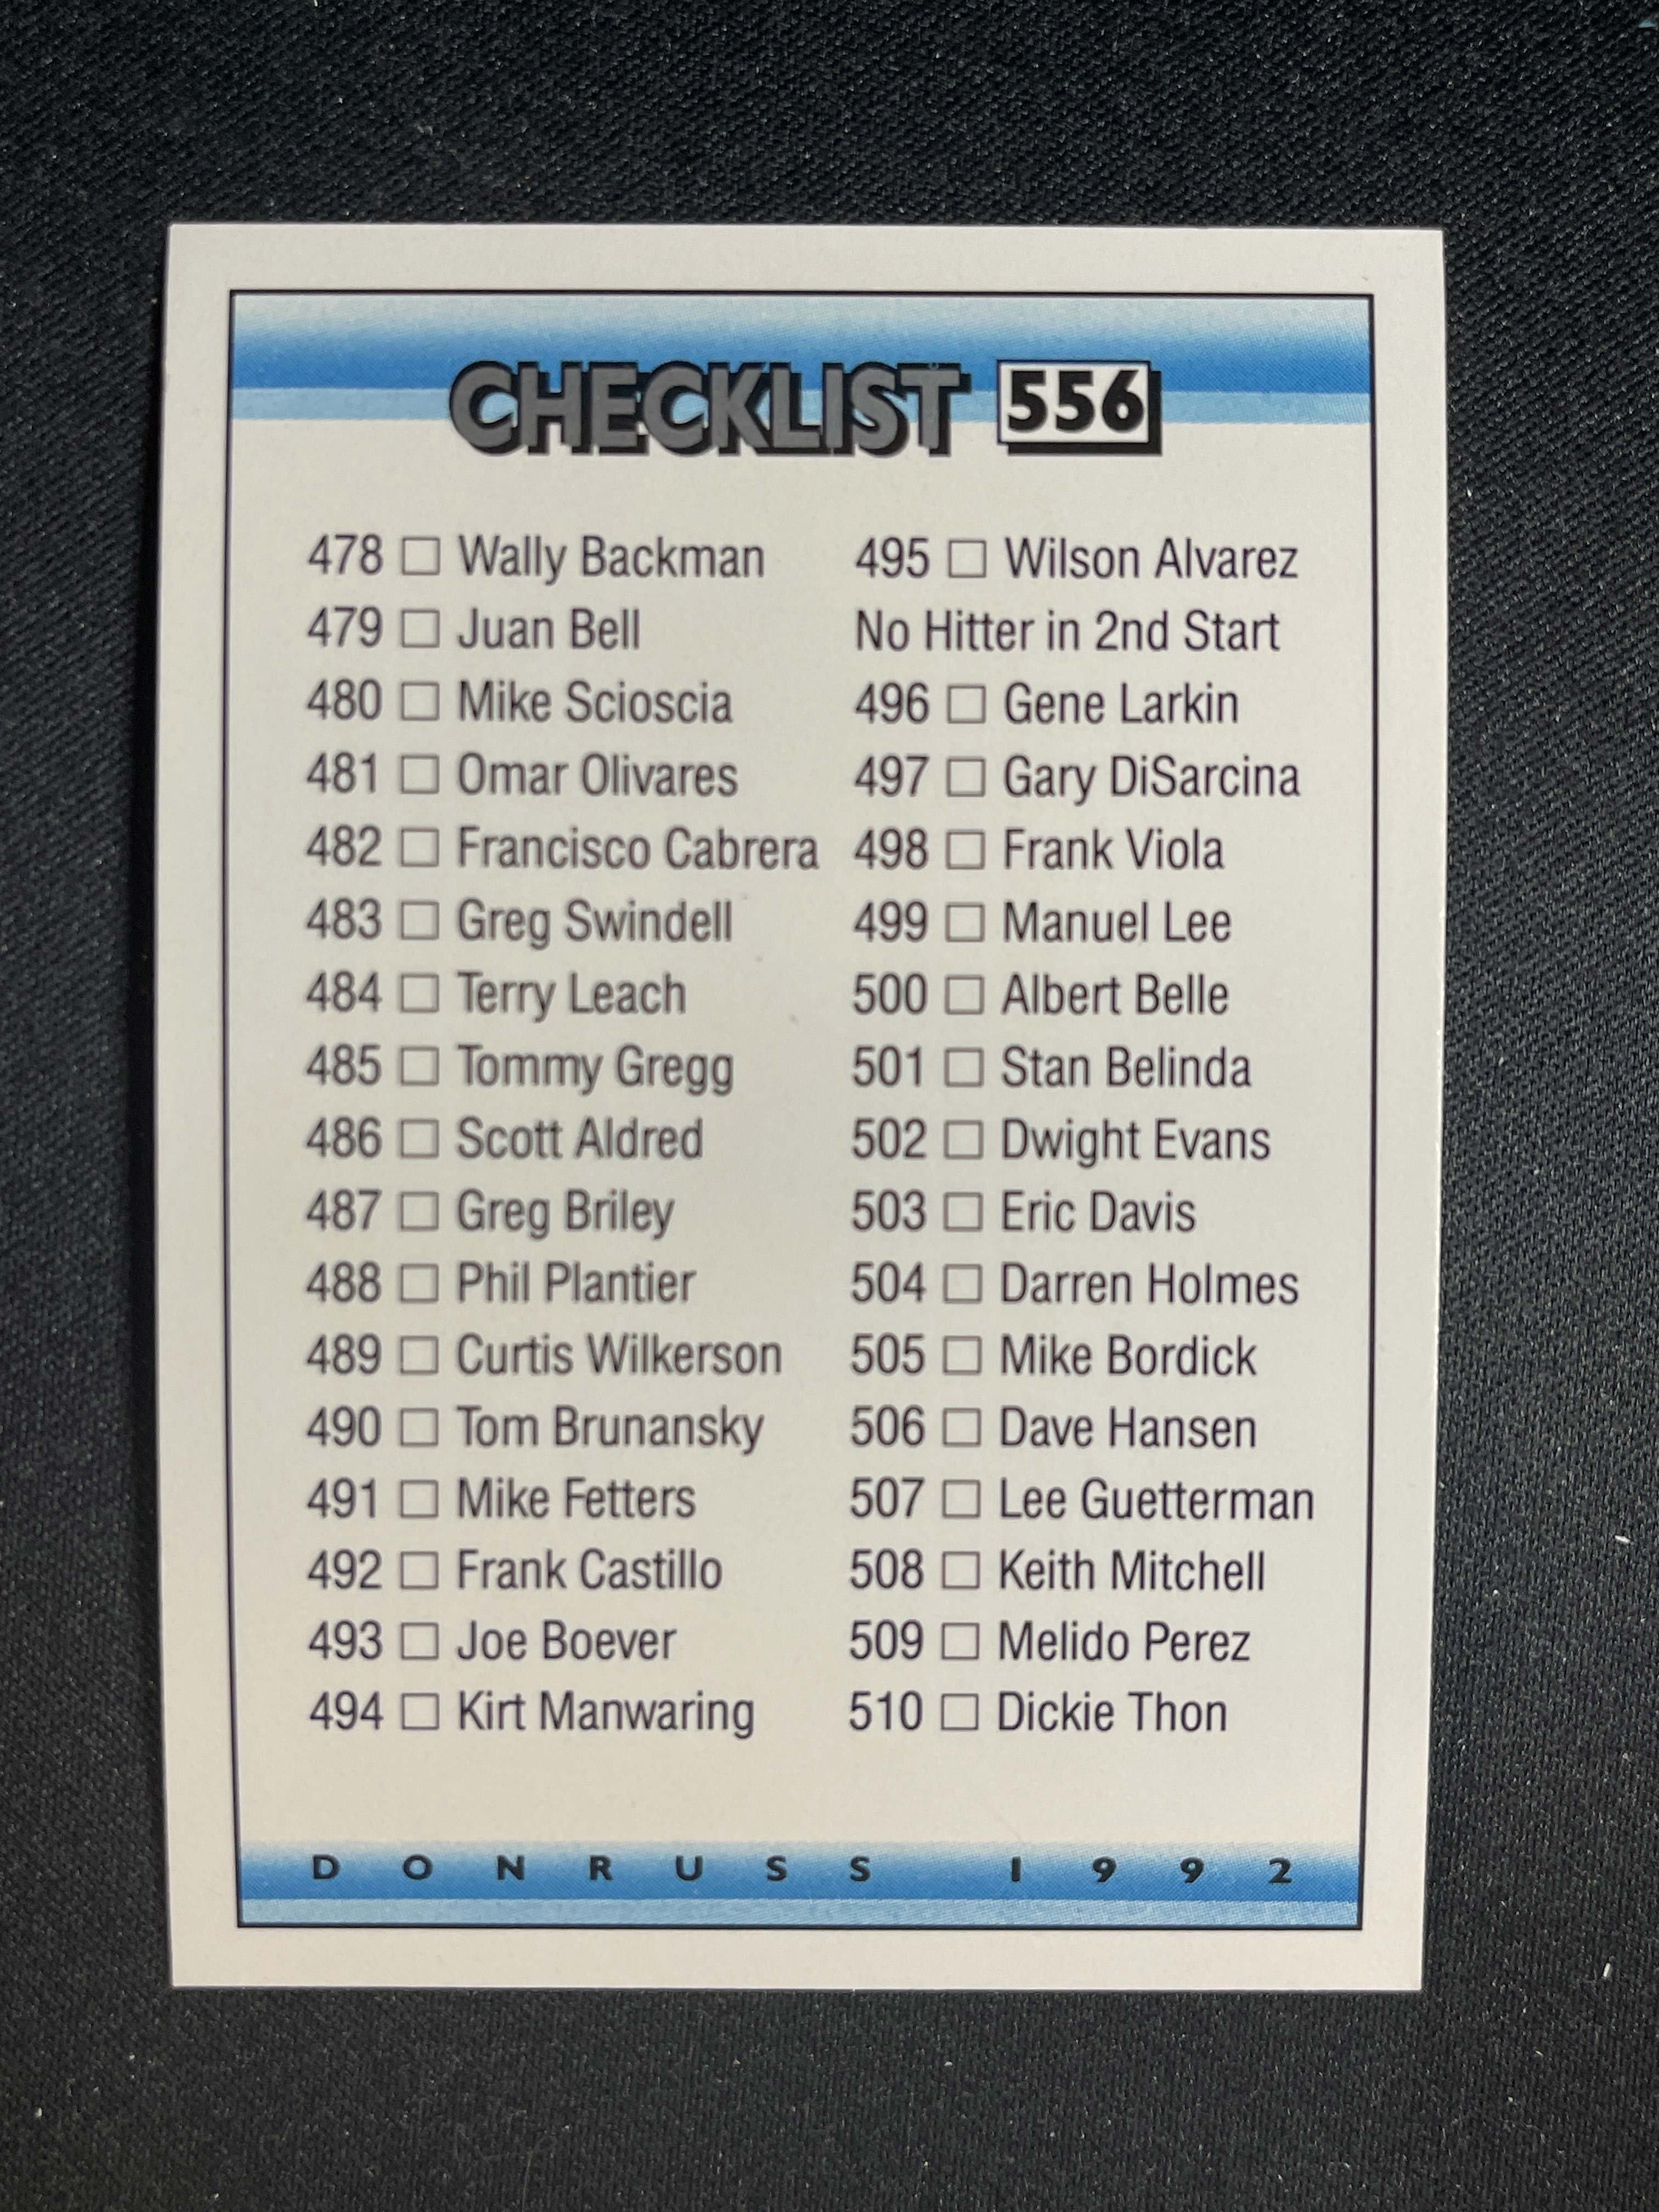 CHECKLIST 556
478 □ Wally Backman
479 □ Juan Bell
480 □ Mike Scioscia
481 □ Omar Olivares
482 □ Francisco Cabrera
483 □ Greg Swindell
484 □ Terry Leach
485 □ Tommy Gregg
486 □ Scott Aldred
487 □ Greg Briley
488 □ Phil Plantier
489 □ Curtis Wilkerson
490 □ Tom Brunansky
491 □ Mike Fetters
492 □ Frank Castillo
493 □ Joe Boever
494 □ Kirt Manwaring
495 □ Wilson Alvarez
No Hitter in 2nd Start
496 □ Gene Larkin
497 □ Gary DiSarcina
498 □ Frank Viola
499 □ Manuel Lee
500 □ Albert Belle
501 □ Stan Belinda
502 □ Dwight Evans
503 □ Eric Davis
504 □ Darren Holmes
505 □ Mike Bordick
506 □ Dave Hansen
507 □ Lee Guetterman
508 □ Keith Mitchell
509 □ Melido Perez
510 □ Dickie Thon
DONRUSS 1992